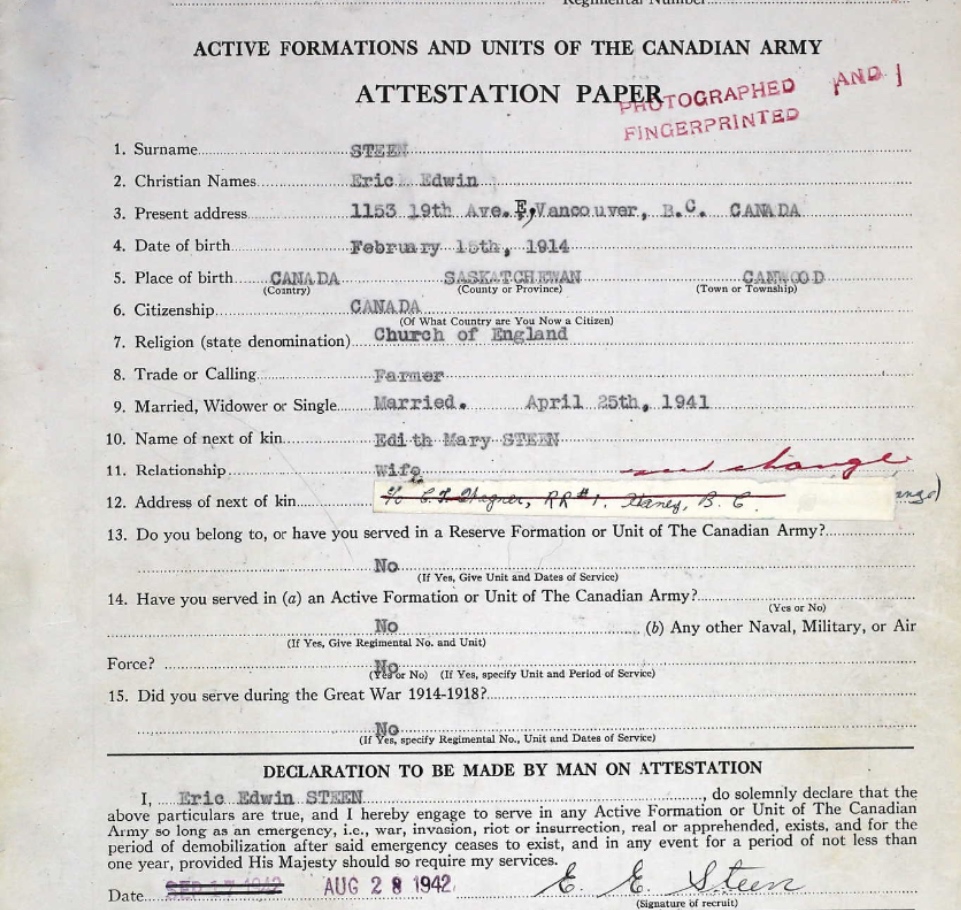 Regimental Number
ACTIVE FORMATIONS AND UNITS OF THE CANADIAN ARMY
ATTESTATION PAPER
PHOTOGRAPHED AND
FINGERPRINTED
1. Surname STEEN
2. Christian Names Eric Edwin
3. Present address 1153 19th Ave. E, Vancouver, B.C. CANADA
4. Date of birth February 15th, 1914
5. Place of birth CANADA SASKATCHEWAN CANWOOD
(Country) (County or Province) (Town or Township)
6. Citizenship CANADA
(Of What Country are You Now a Citizen)
7. Religion (state denomination) Church of England
8. Trade or Calling Farmer
9. Married, Widower or Single Married. April 25th, 1941
10. Name of next of kin Edith Mary STEEN
11. Relationship Wife change
12. Address of next of kin c/o Wagner, RR#1. Haney, B.C.
13. Do you belong to, or have you served in a Reserve Formation or Unit of The Canadian Army?
No
(If Yes, Give Unit and Dates of Service)
14. Have you served in (a) an Active Formation or Unit of The Canadian Army?
(Yes or No)
No (b) Any other Naval, Military, or Air
(If Yes, Give Regimental No. and Unit)
Force? No
(Yes or No) (If Yes, specify Unit and Period of Service)
15. Did you serve during the Great War 1914-1918?
No
(If Yes, specify Regimental No., Unit and Dates of Service)
DECLARATION TO BE MADE BY MAN ON ATTESTATION
I, Eric Edwin STEEN, do solemnly declare that the
above particulars are true, and I hereby engage to serve in any Active Formation or Unit of The Canadian
Army so long as an emergency, i.e., war, invasion, riot or insurrection, real or apprehended, exists, and for the
period of demobilization after said emergency ceases to exist, and in any event for a period of not less than
one year, provided His Majesty should so require my services.
Date SEP 17 1942 AUG 28 1942 E. E. Steen
(Signature of recruit)